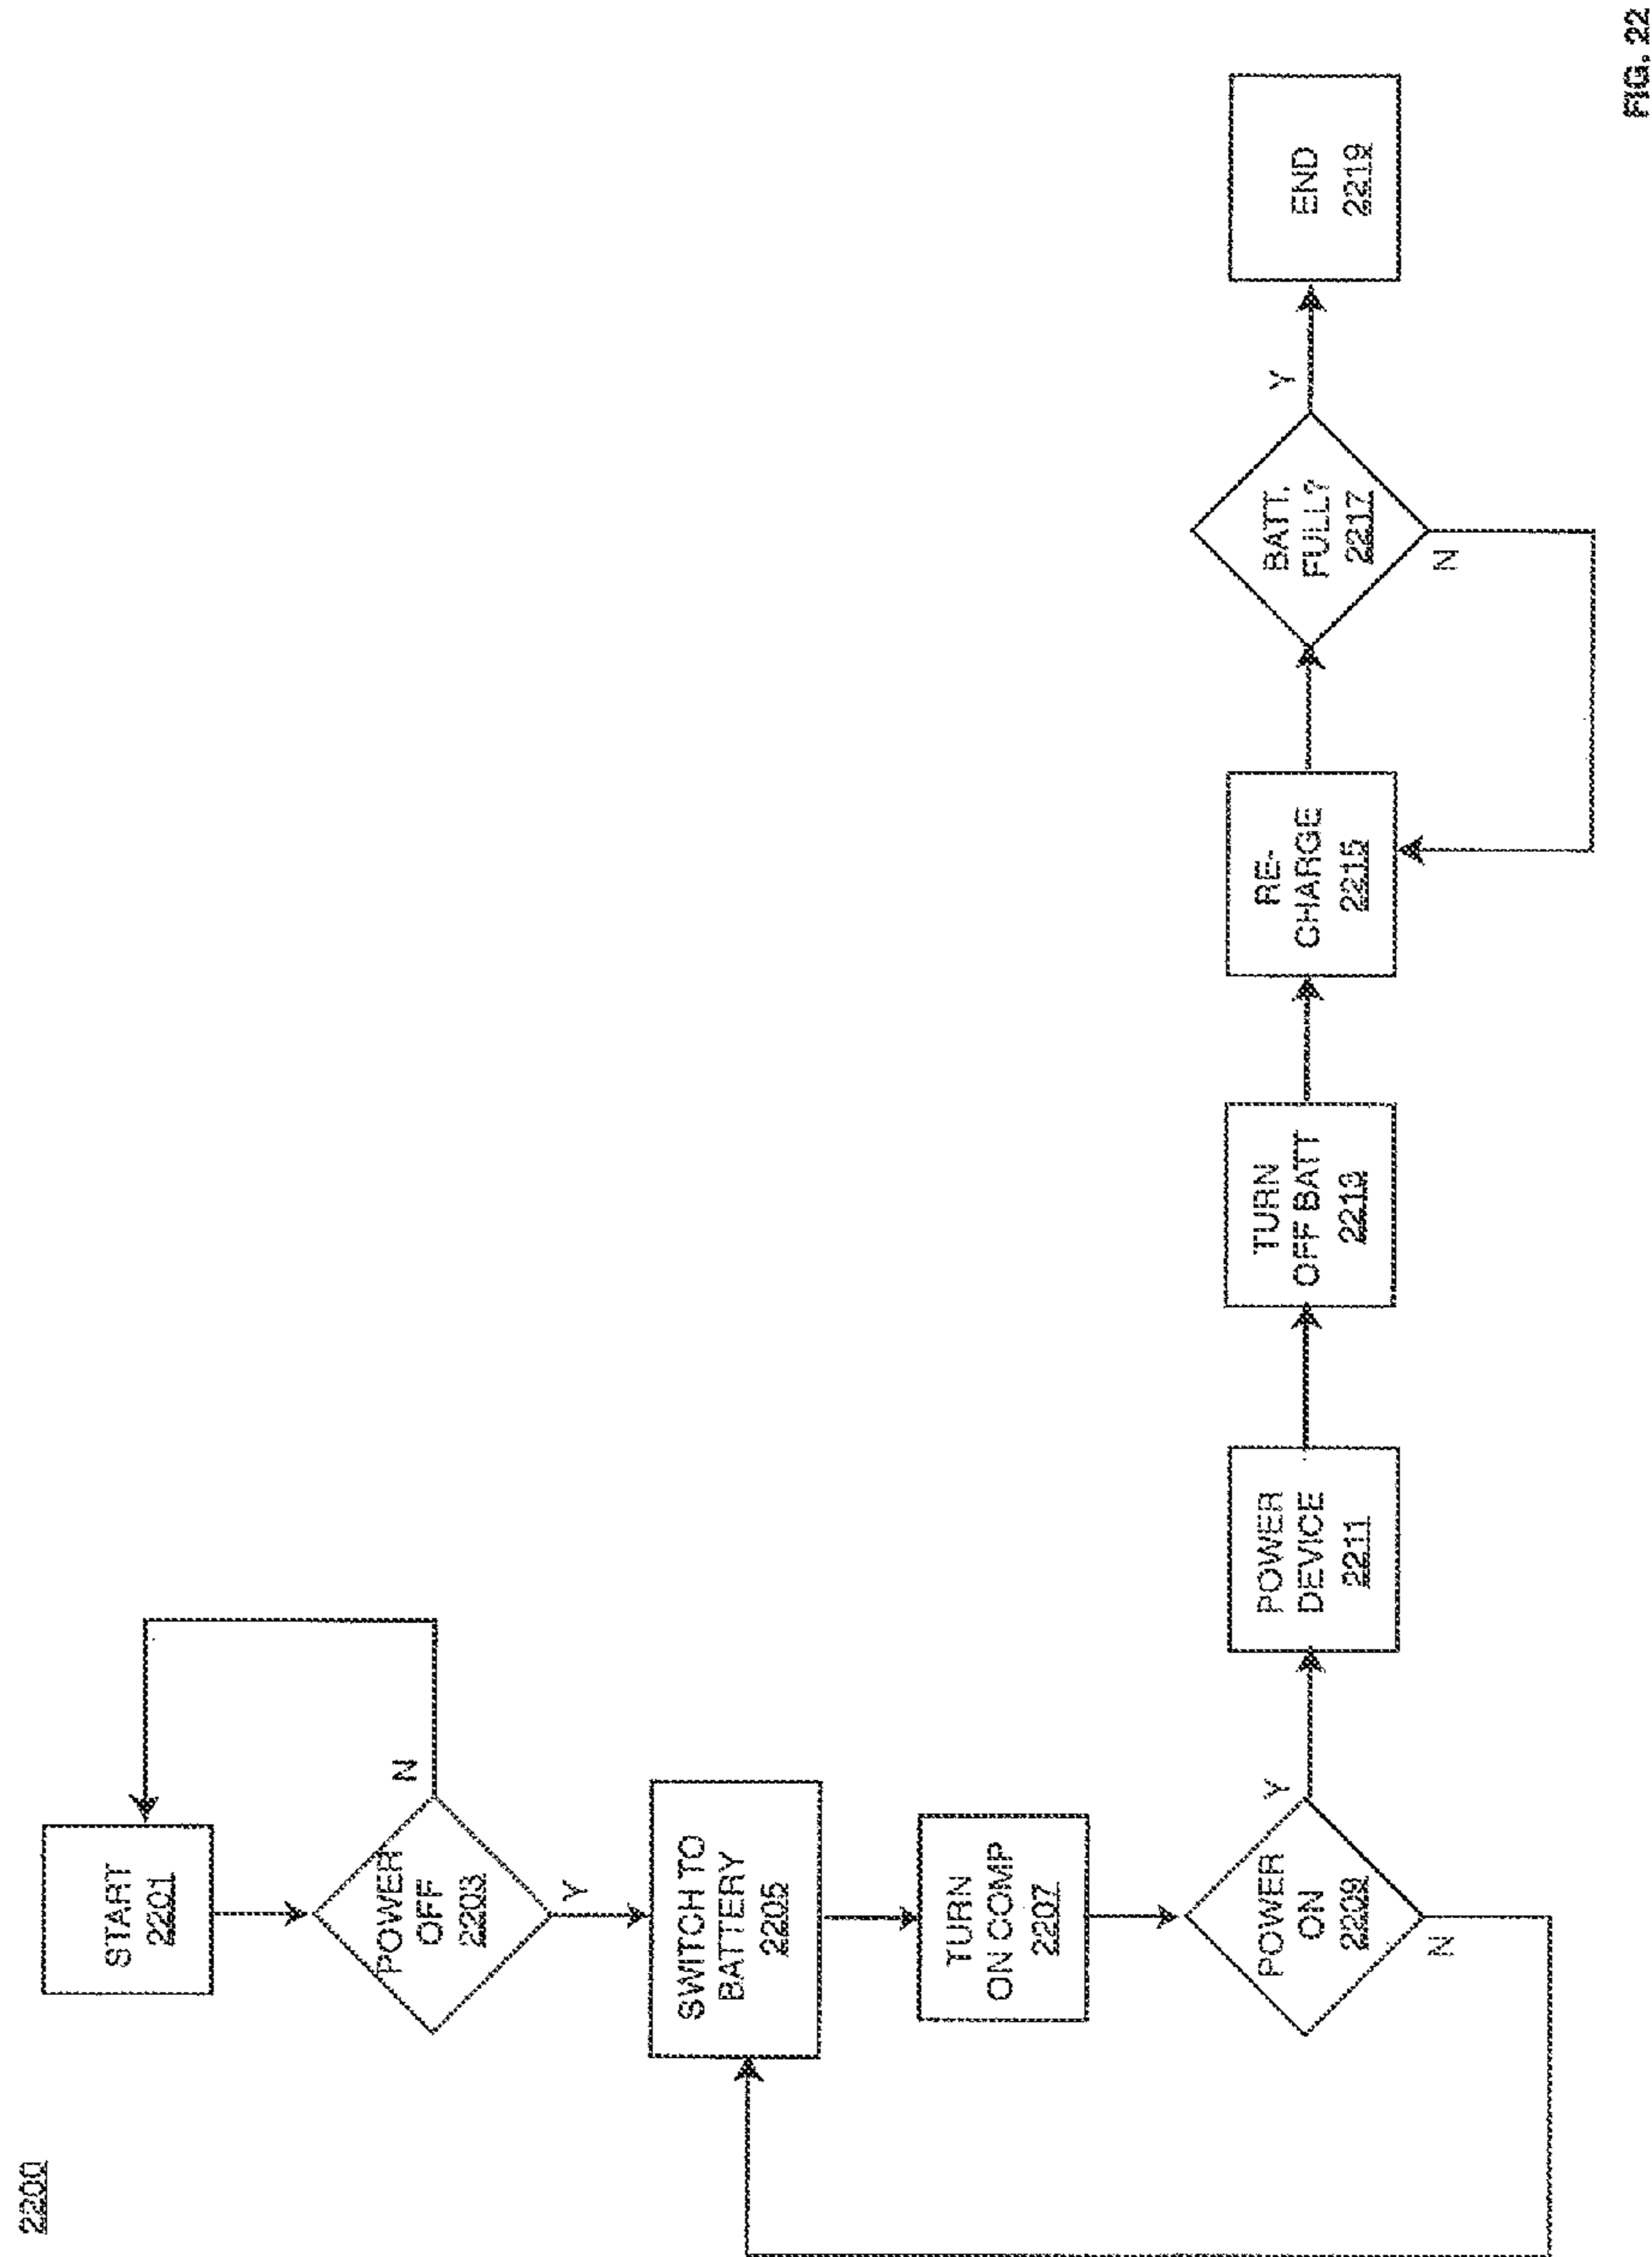 2200
START
2201
POWER
OFF
2203
N
Y
SWITCH TO
BATTERY
2205
TURN
ON COMP
2207
POWER
ON
2209
Y
N
POWER
DEVICE
2211
TURN
OFF BATT
2213
RE-
CHARGE
2215
BATT.
FULL?
2217
Y
N
END
2219
FIG. 22